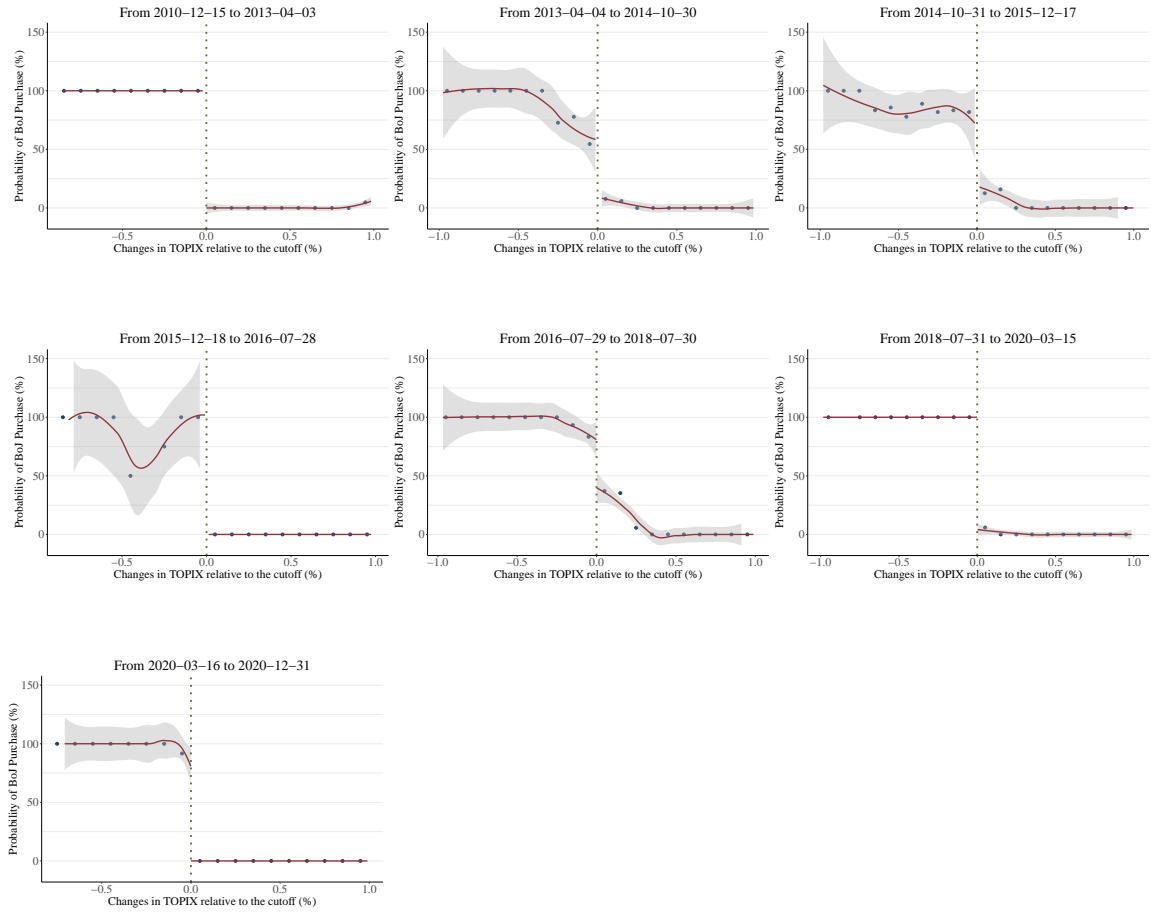 From 2010−12−15 to 2013−04−03
Probability of BoJ Purchase (%)
150
100
50
0
−0.5
0.0
0.5
1.0
Changes in TOPIX relative to the cutoff (%)
From 2013−04−04 to 2014−10−30
Probability of BoJ Purchase (%)
150
100
50
0
−1.0
−0.5
0.0
0.5
1.0
Changes in TOPIX relative to the cutoff (%)
From 2014−10−31 to 2015−12−17
Probability of BoJ Purchase (%)
150
100
50
0
−1.0
−0.5
0.0
0.5
1.0
Changes in TOPIX relative to the cutoff (%)
From 2015−12−18 to 2016−07−28
Probability of BoJ Purchase (%)
150
100
50
0
−0.5
0.0
0.5
1.0
Changes in TOPIX relative to the cutoff (%)
From 2016−07−29 to 2018−07−30
Probability of BoJ Purchase (%)
150
100
50
0
−1.0
−0.5
0.0
0.5
1.0
Changes in TOPIX relative to the cutoff (%)
From 2018−07−31 to 2020−03−15
Probability of BoJ Purchase (%)
150
100
50
0
−1.0
−0.5
0.0
0.5
1.0
Changes in TOPIX relative to the cutoff (%)
From 2020−03−16 to 2020−12−31
Probability of BoJ Purchase (%)
150
100
50
0
−0.5
0.0
0.5
1.0
Changes in TOPIX relative to the cutoff (%)